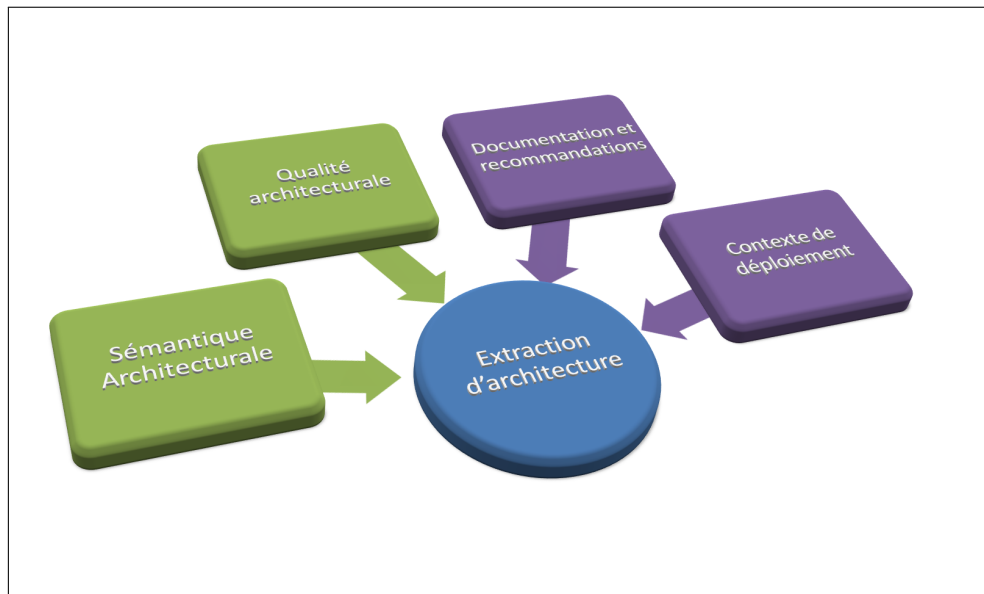 Documentation et
recommandations
Qualité
architecturale
Contexte de
déploiement
Sémantique
Architecturale
Extraction
d'architecture